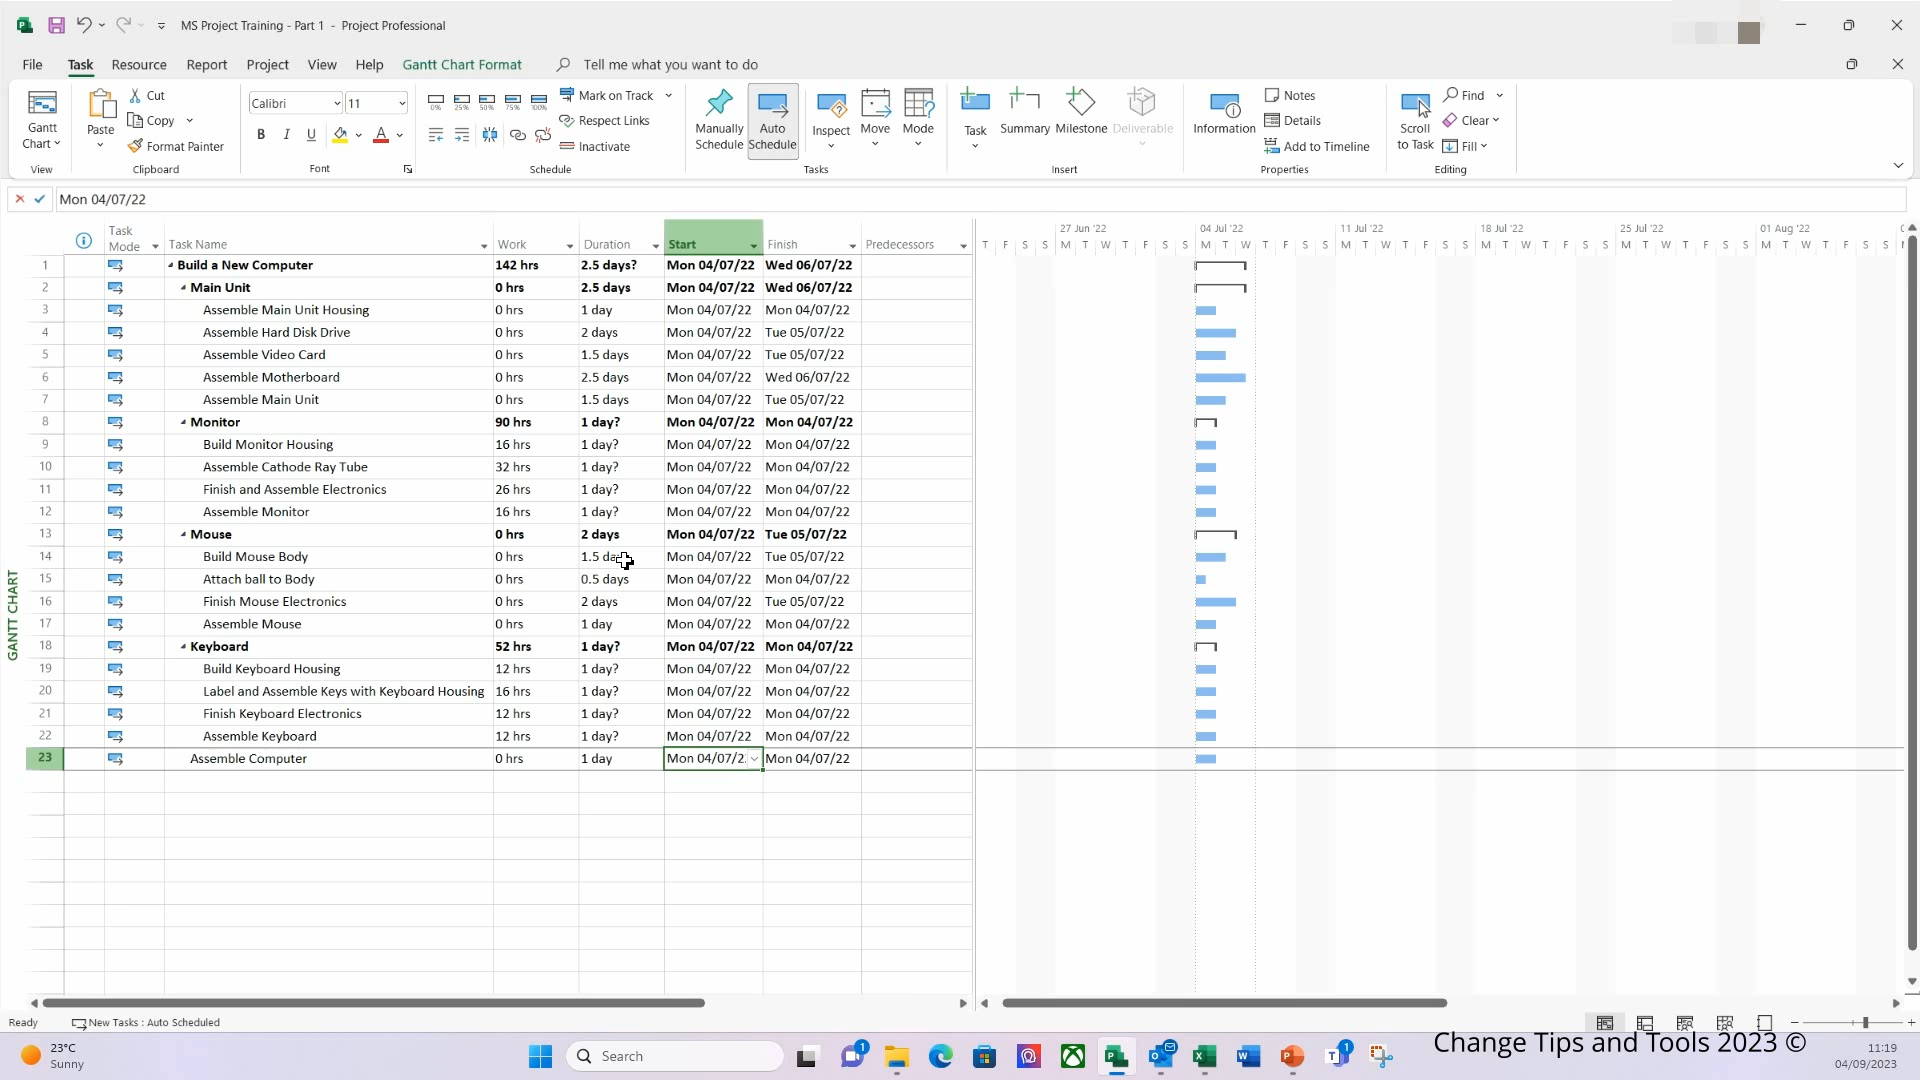 MS Project Training - Part 1 - Project Professional
File Task Resource Report Project View Help Gantt Chart Format Tell me what you want to do
Gantt Chart
View
Paste
Cut
Copy
Format Painter
Clipboard
Calibri 11
B I U A
Font
0% 25% 50% 75% 100%
Mark on Track
Respect Links
Inactivate
Schedule
Manually Schedule
Auto Schedule
Inspect
Move
Mode
Tasks
Task
Summary
Milestone
Deliverable
Insert
Information
Notes
Details
Add to Timeline
Properties
Scroll to Task
Find
Clear
Fill
Editing
Mon 04/07/22
Task Mode Task Name Work Duration Start Finish Predecessors
27 Jun '22 04 Jul '22 11 Jul '22 18 Jul '22 25 Jul '22 01 Aug '22
T F S S M T W T F S S M T W T F S S M T W T F S S M T W T F S S M T W T F S S M T W T F S S M
1 Build a New Computer 142 hrs 2.5 days? Mon 04/07/22 Wed 06/07/22
2 Main Unit 0 hrs 2.5 days Mon 04/07/22 Wed 06/07/22
3 Assemble Main Unit Housing 0 hrs 1 day Mon 04/07/22 Mon 04/07/22
4 Assemble Hard Disk Drive 0 hrs 2 days Mon 04/07/22 Tue 05/07/22
5 Assemble Video Card 0 hrs 1.5 days Mon 04/07/22 Tue 05/07/22
6 Assemble Motherboard 0 hrs 2.5 days Mon 04/07/22 Wed 06/07/22
7 Assemble Main Unit 0 hrs 1.5 days Mon 04/07/22 Tue 05/07/22
8 Monitor 90 hrs 1 day? Mon 04/07/22 Mon 04/07/22
9 Build Monitor Housing 16 hrs 1 day? Mon 04/07/22 Mon 04/07/22
10 Assemble Cathode Ray Tube 32 hrs 1 day? Mon 04/07/22 Mon 04/07/22
11 Finish and Assemble Electronics 26 hrs 1 day? Mon 04/07/22 Mon 04/07/22
12 Assemble Monitor 16 hrs 1 day? Mon 04/07/22 Mon 04/07/22
13 Mouse 0 hrs 2 days Mon 04/07/22 Tue 05/07/22
14 Build Mouse Body 0 hrs 1.5 da Mon 04/07/22 Tue 05/07/22
15 Attach ball to Body 0 hrs 0.5 days Mon 04/07/22 Mon 04/07/22
16 Finish Mouse Electronics 0 hrs 2 days Mon 04/07/22 Tue 05/07/22
17 Assemble Mouse 0 hrs 1 day Mon 04/07/22 Mon 04/07/22
18 Keyboard 52 hrs 1 day? Mon 04/07/22 Mon 04/07/22
19 Build Keyboard Housing 12 hrs 1 day? Mon 04/07/22 Mon 04/07/22
20 Label and Assemble Keys with Keyboard Housing 16 hrs 1 day? Mon 04/07/22 Mon 04/07/22
21 Finish Keyboard Electronics 12 hrs 1 day? Mon 04/07/22 Mon 04/07/22
22 Assemble Keyboard 12 hrs 1 day? Mon 04/07/22 Mon 04/07/22
23 Assemble Computer 0 hrs 1 day Mon 04/07/2 Mon 04/07/22
GANTT CHART
Ready New Tasks : Auto Scheduled
Change Tips and Tools 2023 ©
23°C
Sunny
Search
1
1
11:19
04/09/2023